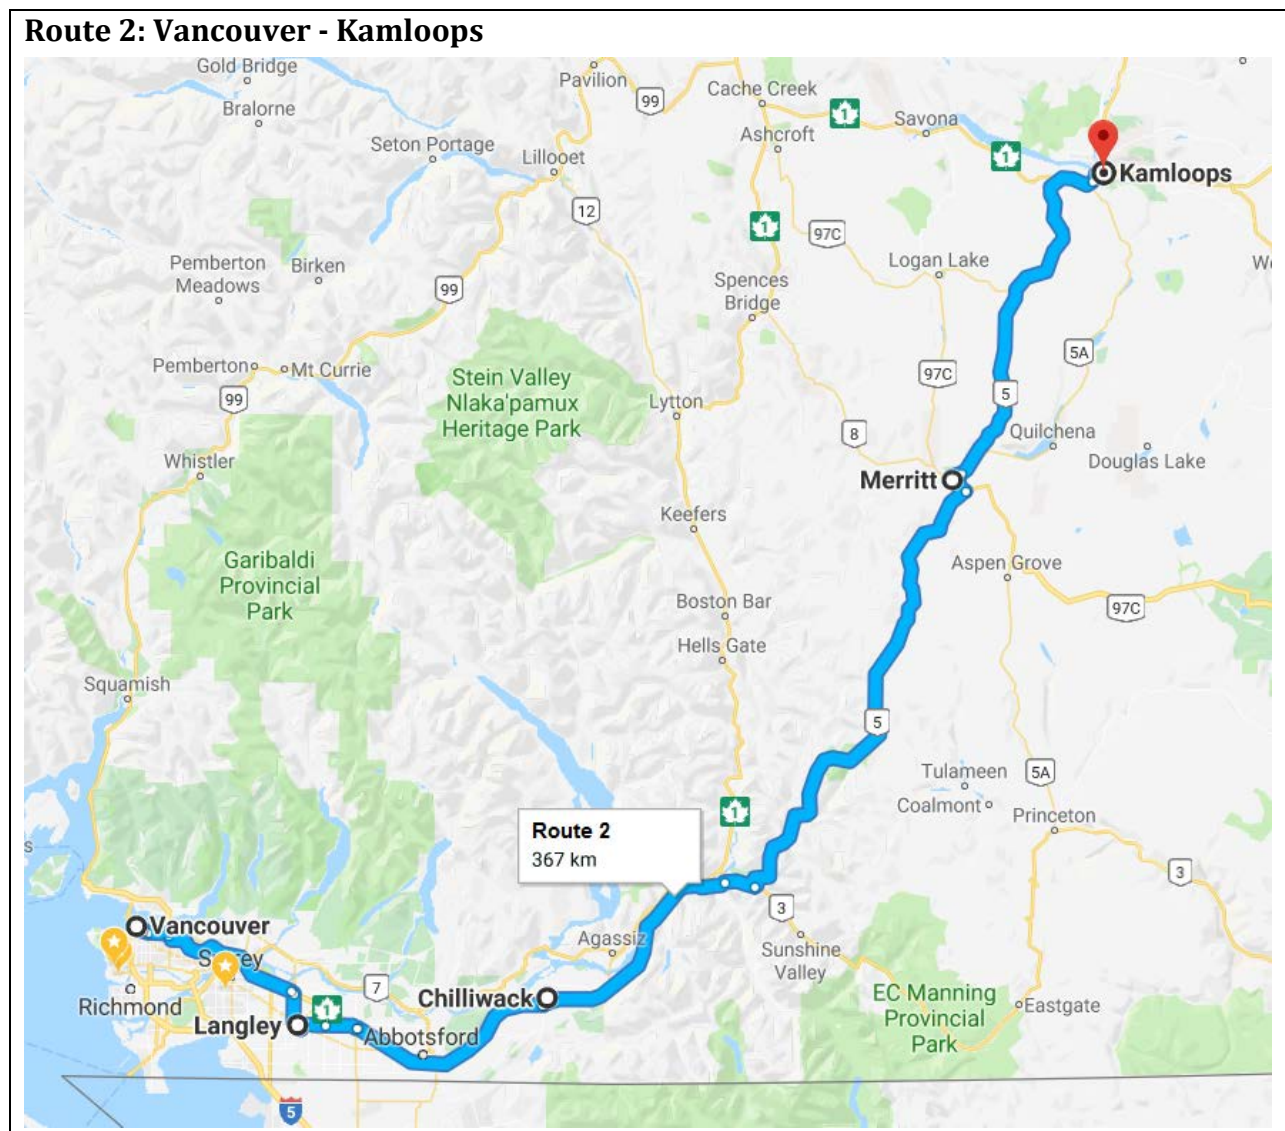 Route 2: Vancouver - Kamloops
Gold Bridge
Pavilion
99
Cache Creek
1
Bralorne
Savona
Ashcroft
Seton Portage
Lillooet
1
Kamloops
12
1
97C
Pemberton
Meadows
Birken
Logan Lake
99
Spences
Bridge
5A
Pemberton
Mt Currie
Stein Valley
Nlaka'pamux
Heritage Park
97C
99
Lytton
5
8
Quilchena
Whistler
Douglas Lake
Merritt
Keefers
Garibaldi
Provincial
Park
Aspen Grove
Boston Bar
97C
Hells Gate
Squamish
5
Tulameen
5A
Coalmont
1
Princeton
Route 2
367 km
3
3
Vancouver
Agassiz
Sunshine
Valley
Surrey
7
Richmond
Chilliwack
EC Manning
Provincial
Park
Eastgate
1
Langley
Abbotsford
5